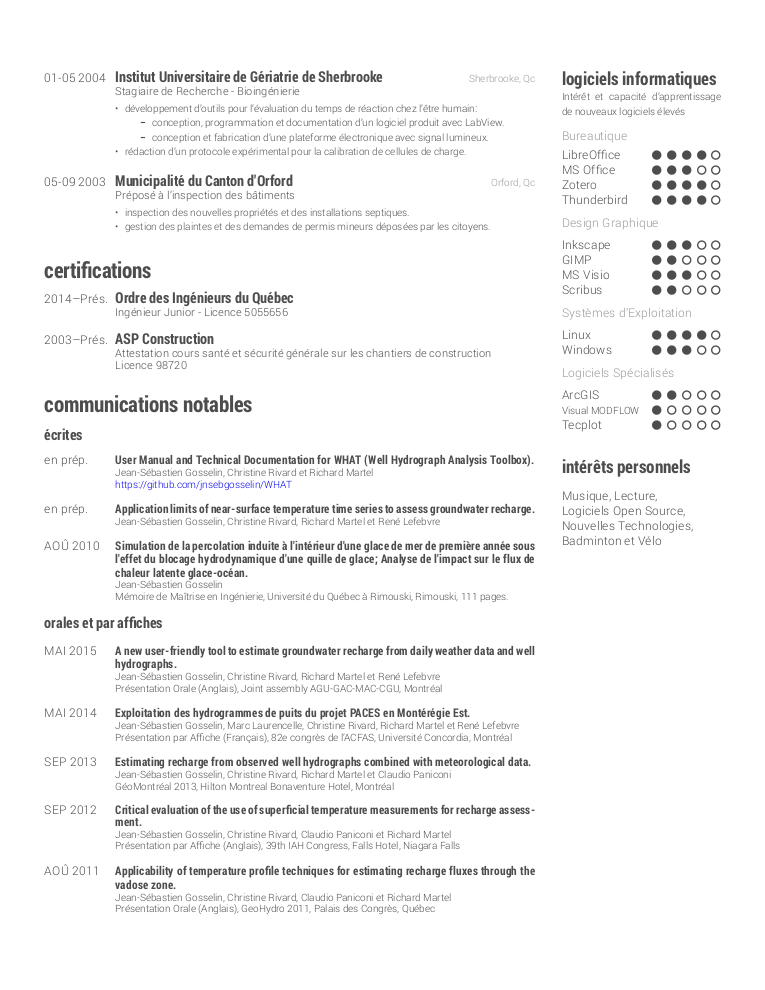 01-05 2004 Institut Universitaire de Gériatrie de Sherbrooke Sherbrooke, Qc
Stagiaire de Recherche - Bioingénierie
• développement d'outils pour l'évaluation du temps de réaction chez l'être humain:
– conception, programmation et documentation d'un logiciel produit avec LabView.
– conception et fabrication d'une plateforme électronique avec signal lumineux.
• rédaction d'un protocole expérimental pour la calibration de cellules de charge.
05-09 2003 Municipalité du Canton d'Orford Orford, Qc
Préposé à l'inspection des bâtiments
• inspection des nouvelles propriétés et des installations septiques.
• gestion des plaintes et des demandes de permis mineurs déposées par les citoyens.
certifications
2014–Prés. Ordre des Ingénieurs du Québec
Ingénieur Junior - Licence 5055656
2003–Prés. ASP Construction
Attestation cours santé et sécurité générale sur les chantiers de construction
Licence 98720
communications notables
écrites
en prép. User Manual and Technical Documentation for WHAT (Well Hydrograph Analysis Toolbox).
Jean-Sébastien Gosselin, Christine Rivard et Richard Martel
https://github.com/jnsebgosselin/WHAT
en prép. Application limits of near-surface temperature time series to assess groundwater recharge.
Jean-Sébastien Gosselin, Christine Rivard, Richard Martel et René Lefebvre
AOÛ 2010 Simulation de la percolation induite à l'intérieur d'une glace de mer de première année sous
l'effet du blocage hydrodynamique d'une quille de glace; Analyse de l'impact sur le flux de
chaleur latente glace-océan.
Jean-Sébastien Gosselin
Mémoire de Maîtrise en Ingénierie, Université du Québec à Rimouski, Rimouski, 111 pages.
orales et par affiches
MAI 2015 A new user-friendly tool to estimate groundwater recharge from daily weather data and well
hydrographs.
Jean-Sébastien Gosselin, Christine Rivard, Richard Martel et René Lefebvre
Présentation Orale (Anglais), Joint assembly AGU-GAC-MAC-CGU, Montréal
MAI 2014 Exploitation des hydrogrammes de puits du projet PACES en Montérégie Est.
Jean-Sébastien Gosselin, Marc Laurencelle, Christine Rivard, Richard Martel et René Lefebvre
Présentation par Affiche (Français), 82e congrès de l'ACFAS, Université Concordia, Montréal
SEP 2013 Estimating recharge from observed well hydrographs combined with meteorological data.
Jean-Sébastien Gosselin, Christine Rivard, Richard Martel et Claudio Paniconi
GéoMontréal 2013, Hilton Montreal Bonaventure Hotel, Montréal
SEP 2012 Critical evaluation of the use of superficial temperature measurements for recharge assess-
ment.
Jean-Sébastien Gosselin, Christine Rivard, Claudio Paniconi et Richard Martel
Présentation par Affiche (Anglais), 39th IAH Congress, Falls Hotel, Niagara Falls
AOÛ 2011 Applicability of temperature profile techniques for estimating recharge fluxes through the
vadose zone.
Jean-Sébastien Gosselin, Christine Rivard, Claudio Paniconi et Richard Martel
Présentation Orale (Anglais), GeoHydro 2011, Palais des Congrès, Québec
logiciels informatiques
Intérêt et capacité d'apprentissage
de nouveaux logiciels élevés
Bureautique
LibreOffice
MS Office
Zotero
Thunderbird
Design Graphique
Inkscape
GIMP
MS Visio
Scribus
Systèmes d'Exploitation
Linux
Windows
Logiciels Spécialisés
ArcGIS
Visual MODFLOW
Tecplot
intérêts personnels
Musique, Lecture,
Logiciels Open Source,
Nouvelles Technologies,
Badminton et Vélo